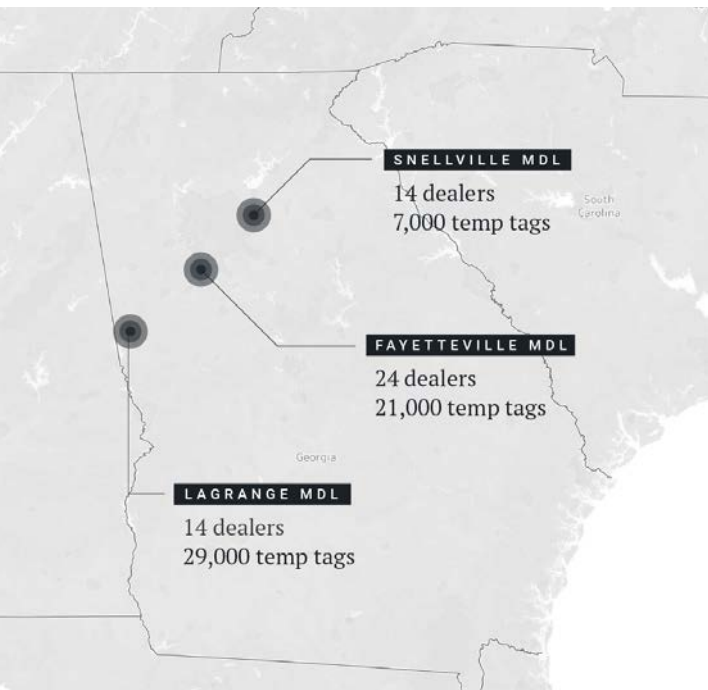 SNELLVILLE MDL
14 dealers
7,000 temp tags
South
Carolina
FAYETTEVILLE MDL
24 dealers
21,000 temp tags
Georgia
LAGRANGE MDL
14 dealers
29,000 temp tags